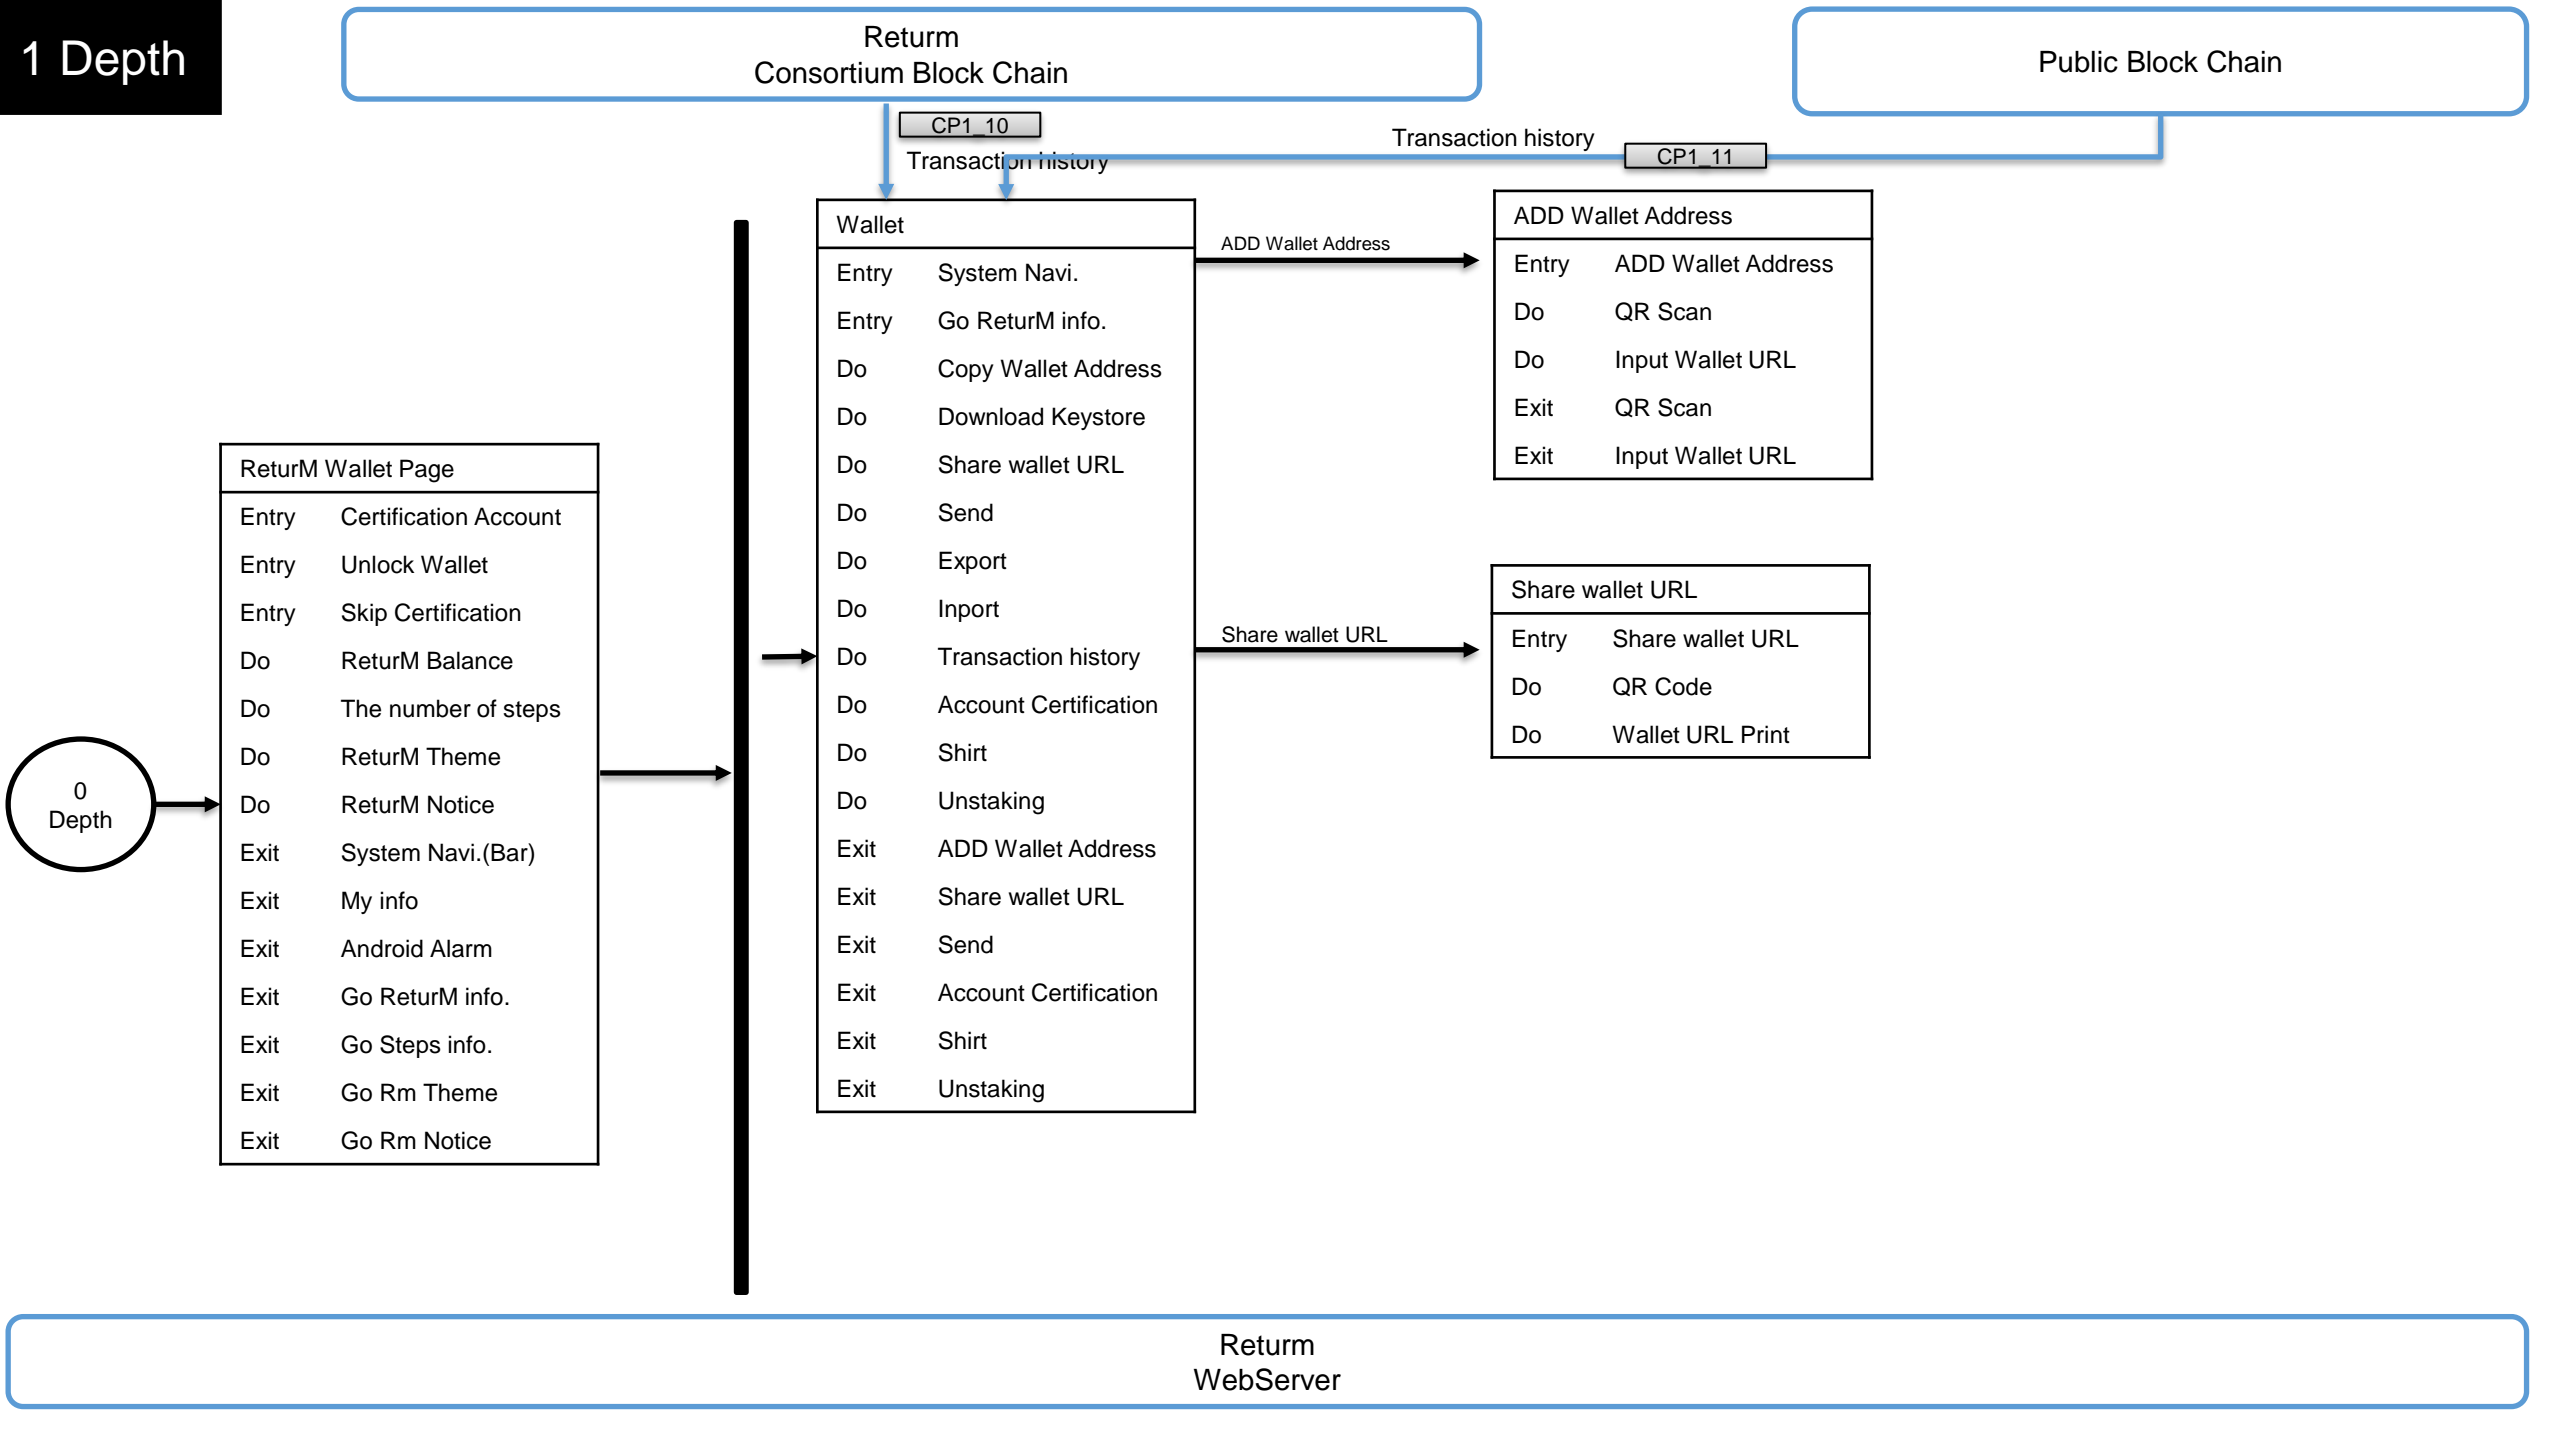 1 Depth
Returm
Consortium Block Chain
Public Block Chain
CP1_10
Transaction history
Transaction history
CP1_11
0
Depth
ReturM Wallet Page
Entry Certification Account
Entry Unlock Wallet
Entry Skip Certification
Do ReturM Balance
Do The number of steps
Do ReturM Theme
Do ReturM Notice
Exit System Navi.(Bar)
Exit My info
Exit Android Alarm
Exit Go ReturM info.
Exit Go Steps info.
Exit Go Rm Theme
Exit Go Rm Notice
Wallet
Entry System Navi.
Entry Go ReturM info.
Do Copy Wallet Address
Do Download Keystore
Do Share wallet URL
Do Send
Do Export
Do Inport
Do Transaction history
Do Account Certification
Do Shirt
Do Unstaking
Exit ADD Wallet Address
Exit Share wallet URL
Exit Send
Exit Account Certification
Exit Shirt
Exit Unstaking
ADD Wallet Address
ADD Wallet Address
Entry ADD Wallet Address
Do QR Scan
Do Input Wallet URL
Exit QR Scan
Exit Input Wallet URL
Share wallet URL
Share wallet URL
Entry Share wallet URL
Do QR Code
Do Wallet URL Print
Returm
WebServer